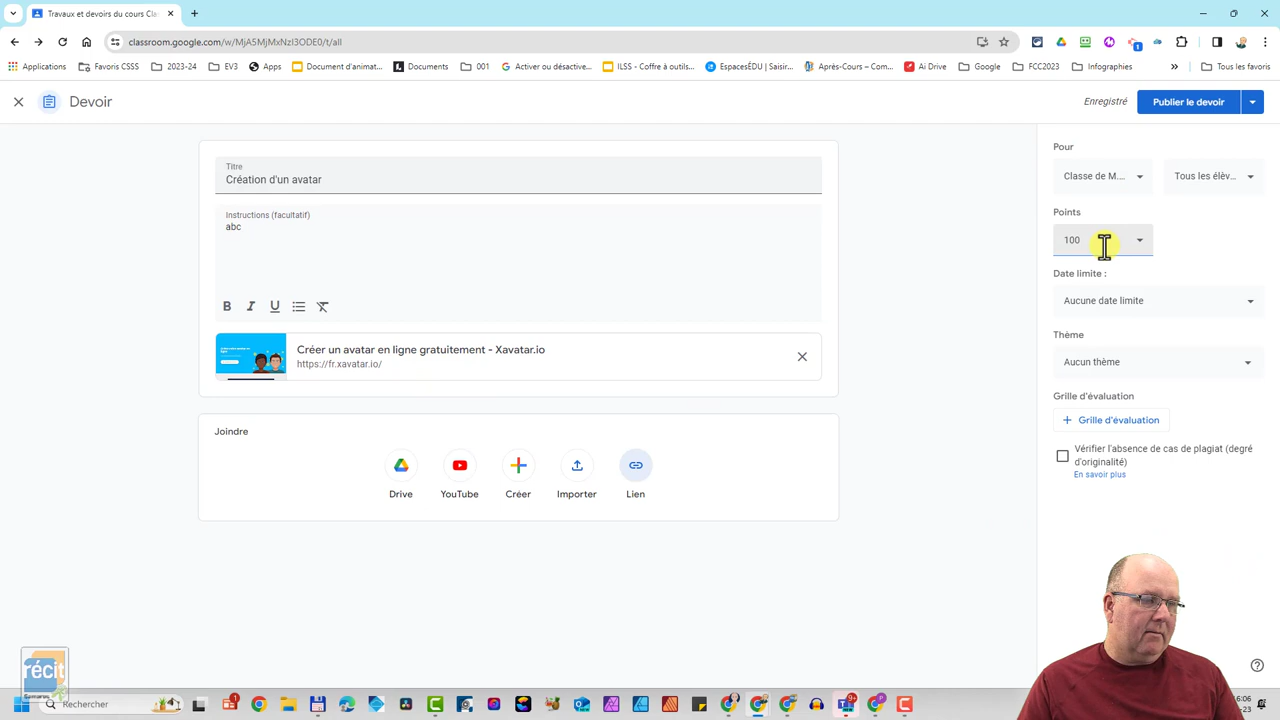 Travaux et devoirs du cours Clas
classroom.google.com/w/MjA5MjMxNzI3ODE0/t/all
Applications
Favoris CSSS
2023-24
EV3
Apps
Document d'animat...
001
Documents
Google
Activer ou désactive...
ILSS - Coffre à outils...
EspacesÉDU | Saisir...
Après-Cours – Com...
Ai Drive
FCC2023
Infographies
Tous les favoris
Devoir
Enregistré
Publier le devoir
Titre
Création d'un avatar
Instructions (facultatif)
abc
B I U
Créer un avatar en ligne gratuitement - Xavatar.io
https://fr.xavatar.io/
Joindre
Drive
YouTube
Créer
Importer
Lien
Pour
Classe de M....
Tous les élèv...
Points
100
Date limite :
Aucune date limite
Thème
Aucun thème
Grille d'évaluation
+ Grille d'évaluation
Vérifier l'absence de cas de plagiat (degré
d'originalité)
En savoir plus
récit
Rechercher